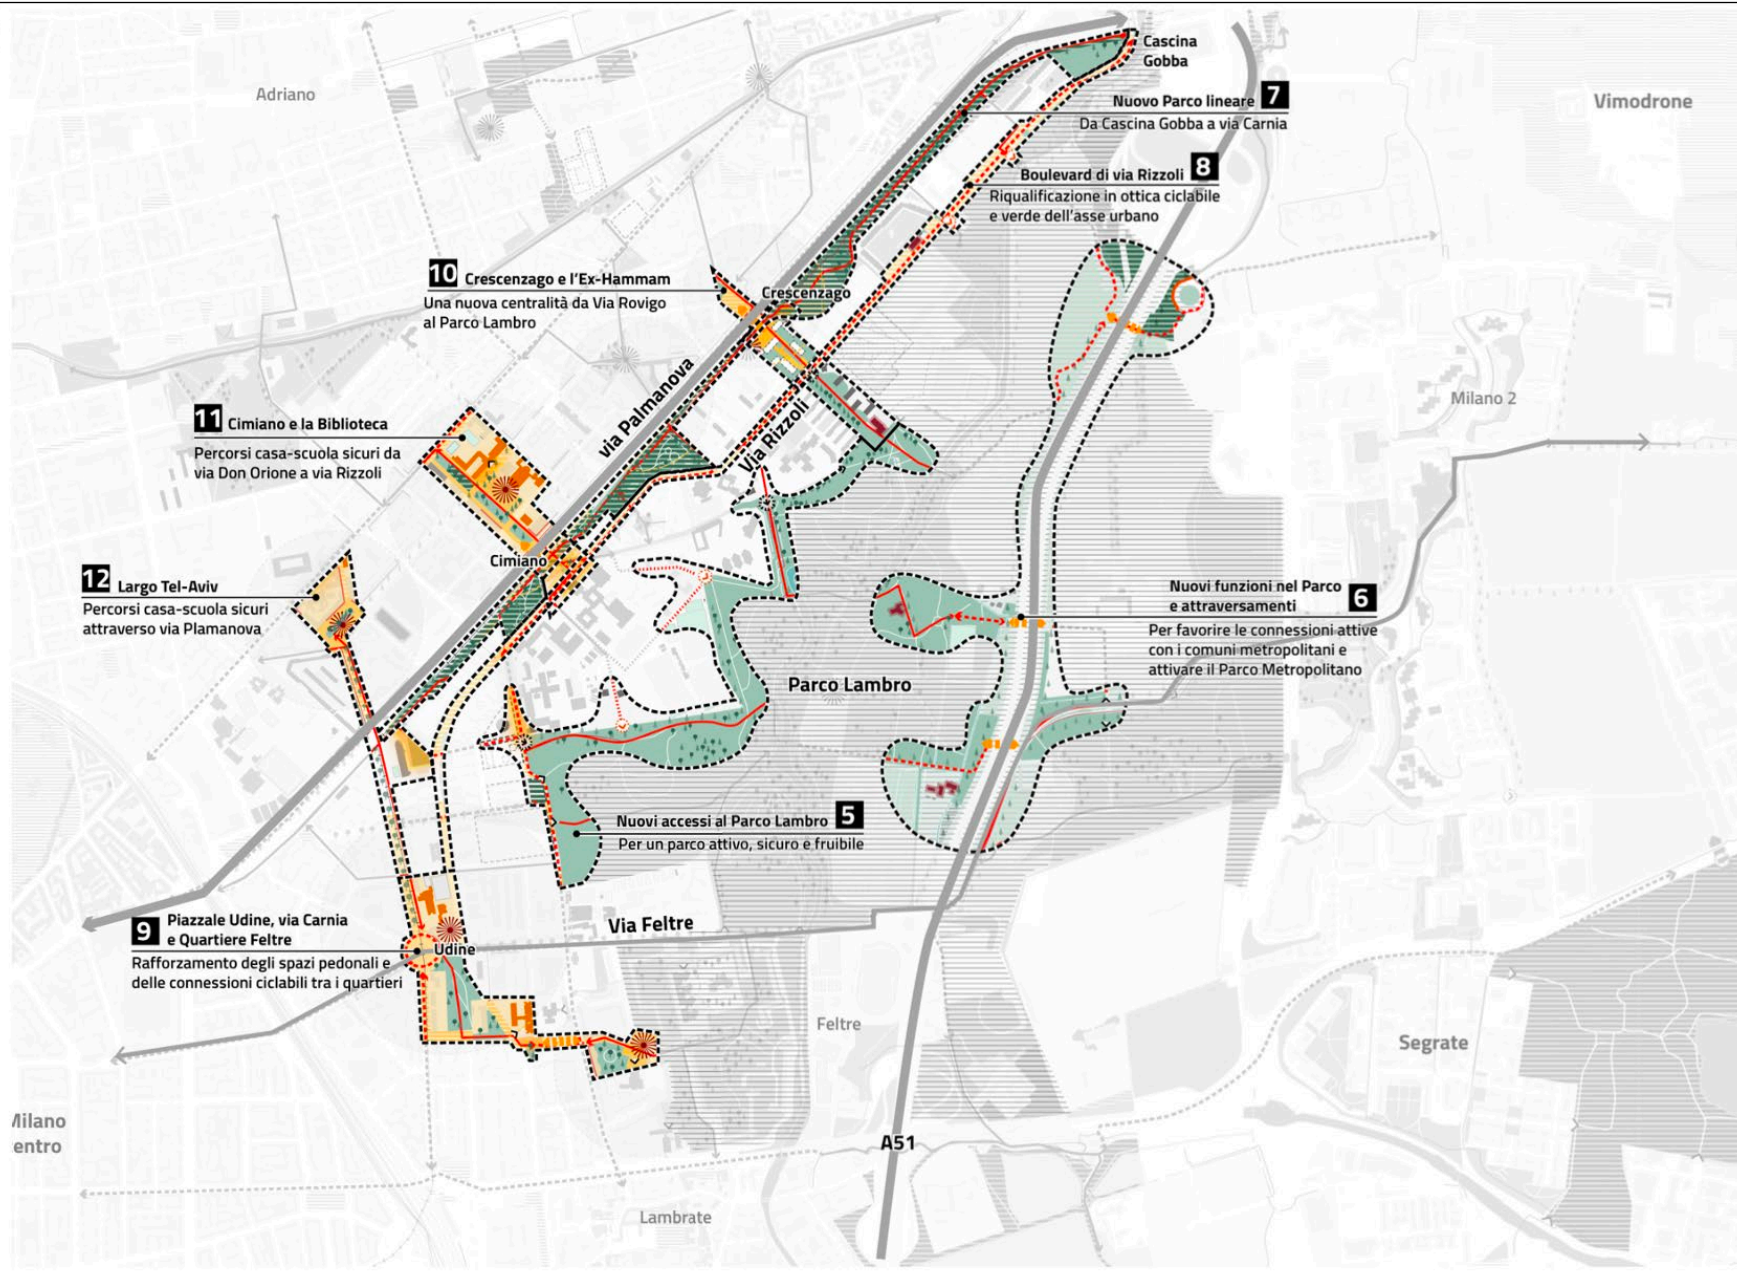 Cascina
Gobba
Adriano
Vimodrone
Nuovo Parco lineare 7
Da Cascina Gobba a via Carnia
Boulevard di via Rizzoli 8
Riqualificazione in ottica ciclabile
e verde dell'asse urbano
10 Crescenzago e l'Ex-Hammam
Una nuova centralità da Via Rovigo
al Parco Lambro
Crescenzago
via Palmanova
Via Rizzoli
Milano 2
11 Cimiano e la Biblioteca
Percorsi casa-scuola sicuri da
via Don Orione a via Rizzoli
Cimiano
12 Largo Tel-Aviv
Percorsi casa-scuola sicuri
attraverso via Plamanova
Nuovi funzioni nel Parco
e attraversamenti 6
Per favorire le connessioni attive
con i comuni metropolitani e
attivare il Parco Metropolitano
Parco Lambro
Nuovi accessi al Parco Lambro 5
Per un parco attivo, sicuro e fruibile
9 Piazzale Udine, via Carnia
e Quartiere Feltre
Rafforzamento degli spazi pedonali e
delle connessioni ciclabili tra i quartieri
Udine
Via Feltre
Feltre
Segrate
Milano
entro
A51
Lambrate